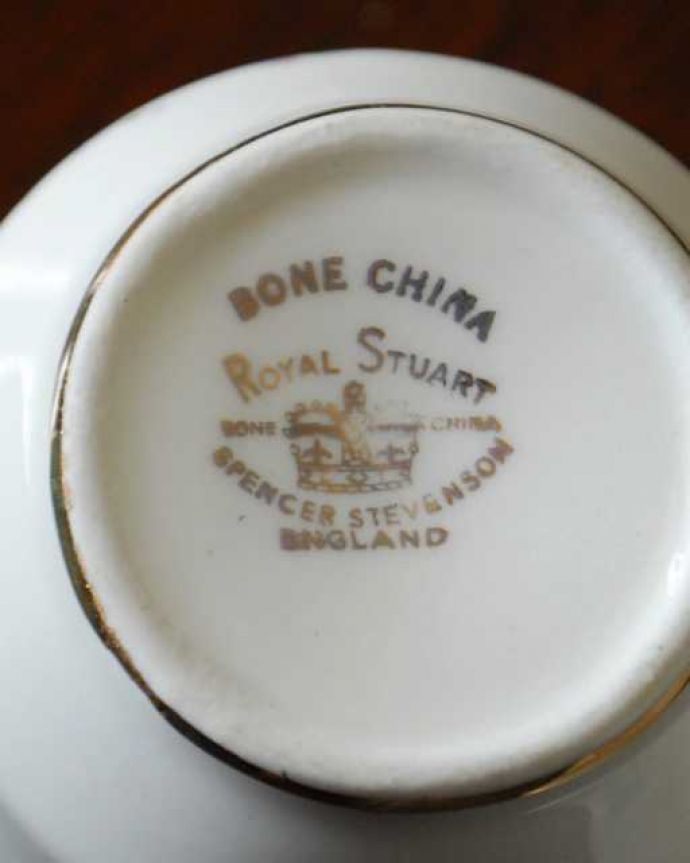 BONE CHINA
ROYAL STUART
BONE CHINA
SPENCER STEVENSON
ENGLAND